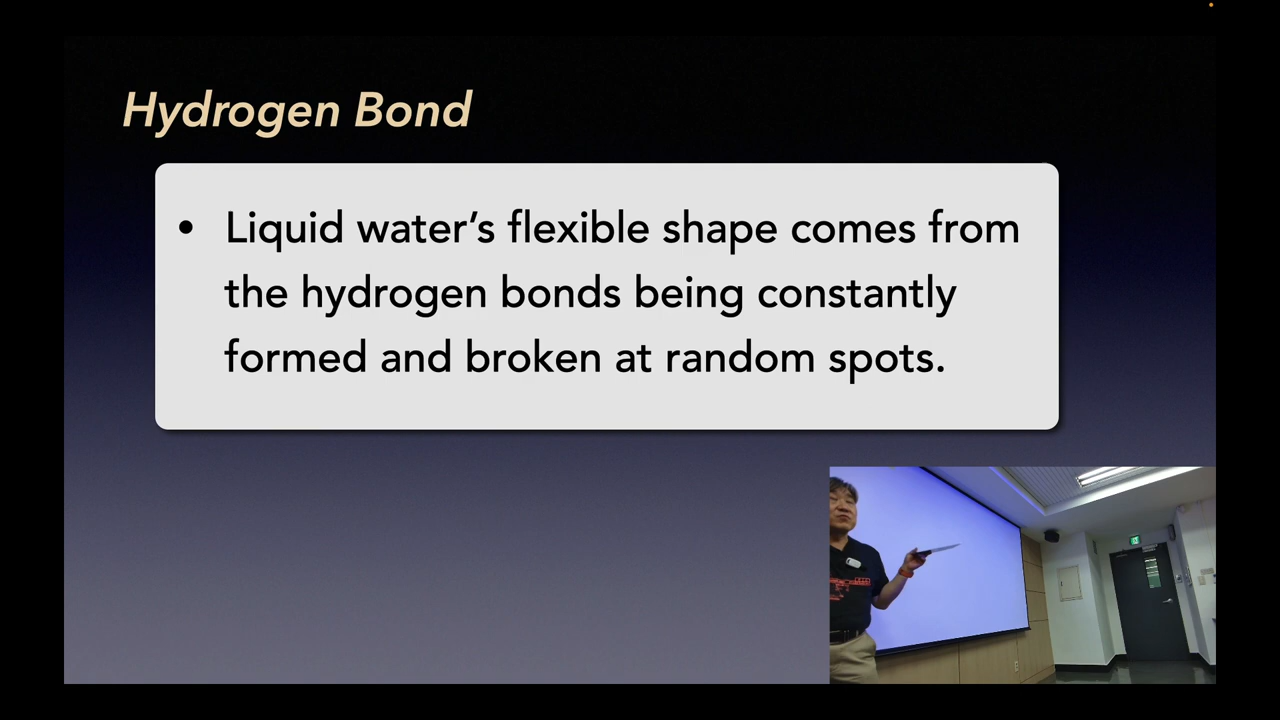 Hydrogen Bond
• Liquid water's flexible shape comes from
the hydrogen bonds being constantly
formed and broken at random spots.